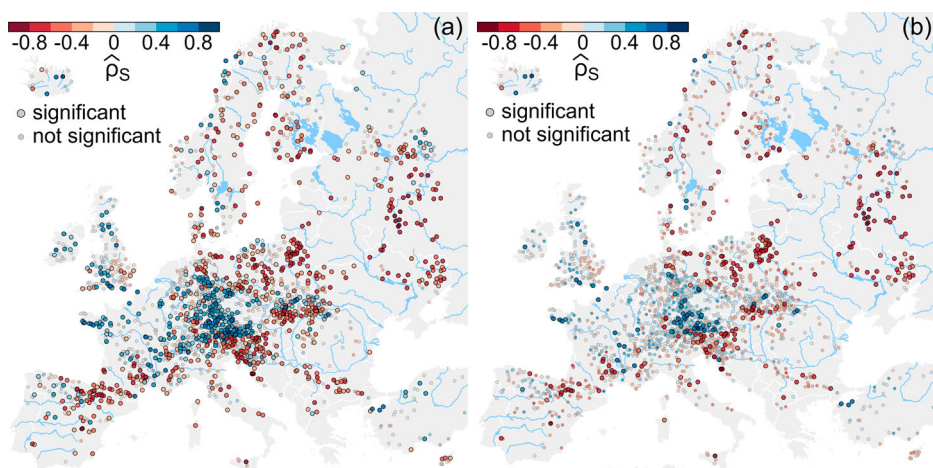 (a)
-0.8 -0.4 0 0.4 0.8
ρ̂S
significant
not significant
(b)
-0.8 -0.4 0 0.4 0.8
ρ̂S
significant
not significant